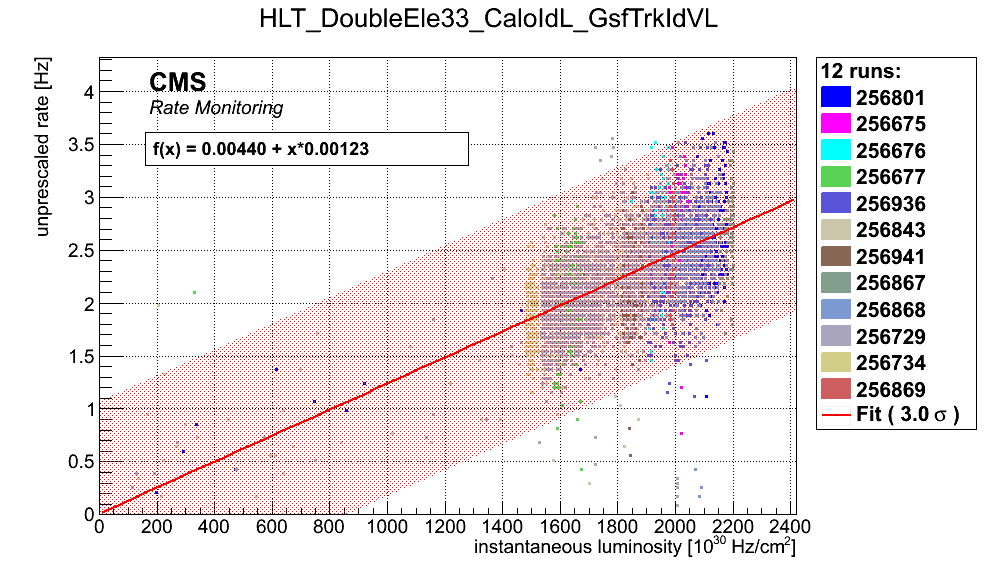 HLT_DoubleEle33_CaloIdL_GsfTrkIdVL
unprescaled rate [Hz]
CMS
Rate Monitoring
f(x) = 0.00440 + x*0.00123
4
3.5
3
2.5
2
1.5
1
0.5
0
0 200 400 600 800 1000 1200 1400 1600 1800 2000 2200 2400
instantaneous luminosity [10³⁰ Hz/cm²]
12 runs:
256801
256675
256676
256677
256936
256843
256941
256867
256868
256729
256734
256869
Fit ( 3.0 σ )